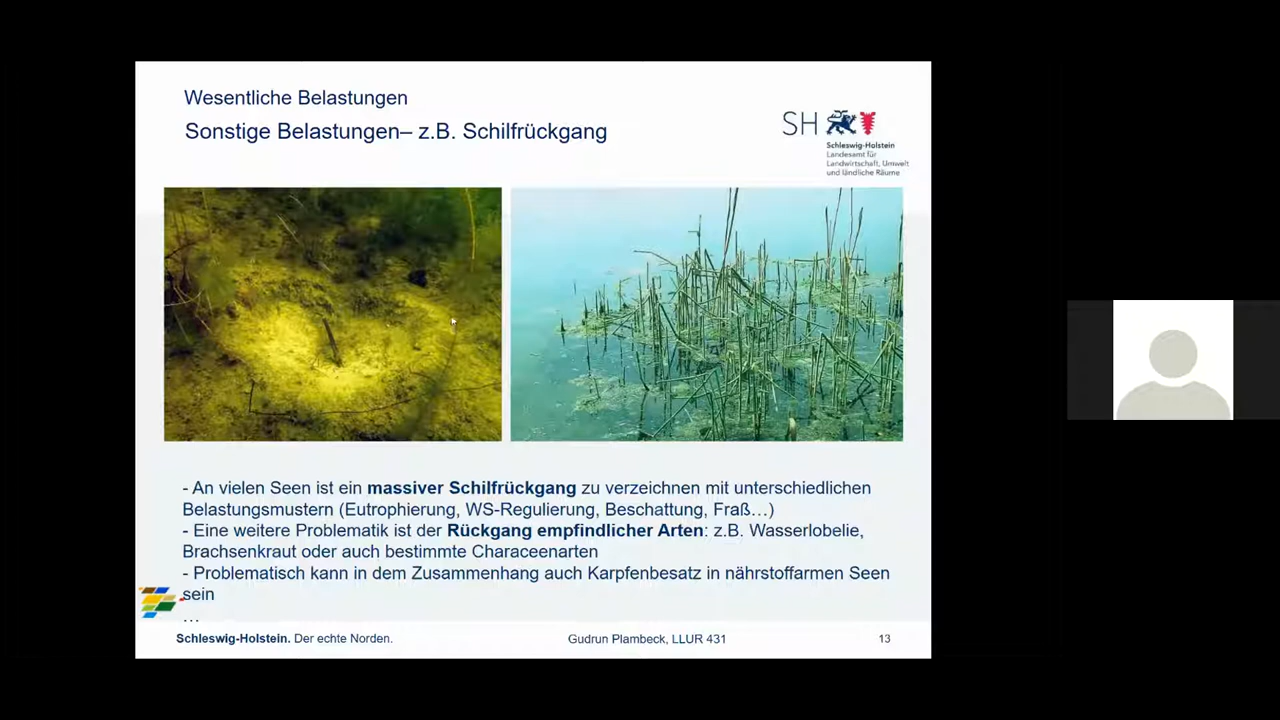 Wesentliche Belastungen
Sonstige Belastungen– z.B. Schilfrückgang
SH
Schleswig-Holstein
Landesamt für
Landwirtschaft, Umwelt
und ländliche Räume
- An vielen Seen ist ein massiver Schilfrückgang zu verzeichnen mit unterschiedlichen
Belastungsmustern (Eutrophierung, WS-Regulierung, Beschattung, Fraß…)
- Eine weitere Problematik ist der Rückgang empfindlicher Arten: z.B. Wasserlobelie,
Brachsenkraut oder auch bestimmte Characeenarten
- Problematisch kann in dem Zusammenhang auch Karpfenbesatz in nährstoffarmen Seen
sein
…
Schleswig-Holstein. Der echte Norden.
Gudrun Plambeck, LLUR 431
13